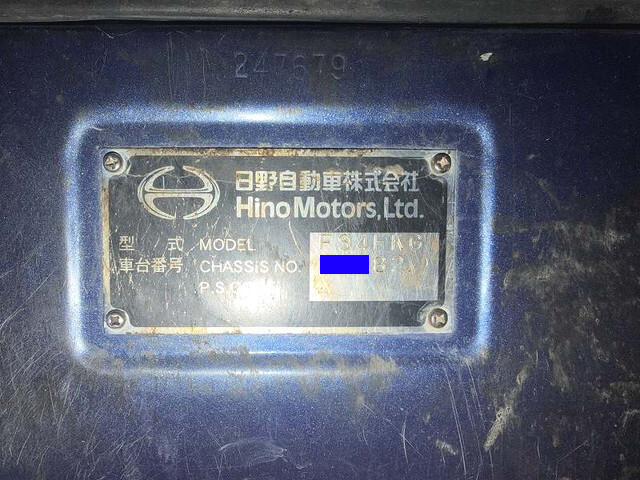 247679
日野自動車株式会社
Hino Motors, Ltd.
型 式 MODEL
車台番号 CHASSIS NO.